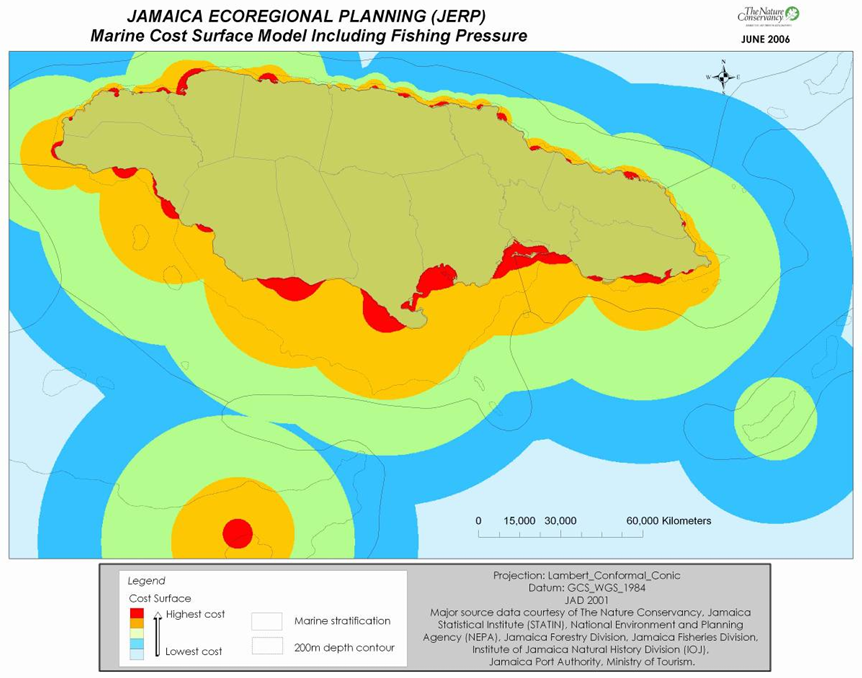 JAMAICA ECOREGIONAL PLANNING (JERP)
Marine Cost Surface Model Including Fishing Pressure
The Nature
Conservancy
JUNE 2006
N
W E
S
0 15,000 30,000 60,000 Kilometers
Legend
Cost Surface
Highest cost
Lowest cost
Marine stratification
200m depth contour
Projection: Lambert_Conformal_Conic
Datum: GCS_WGS_1984
JAD 2001
Major source data courtesy of The Nature Conservancy, Jamaica
Statistical Institute (STATIN), National Environment and Planning
Agency (NEPA), Jamaica Forestry Division, Jamaica Fisheries Division,
Institute of Jamaica Natural History Division (IOJ),
Jamaica Port Authority, Ministry of Tourism.